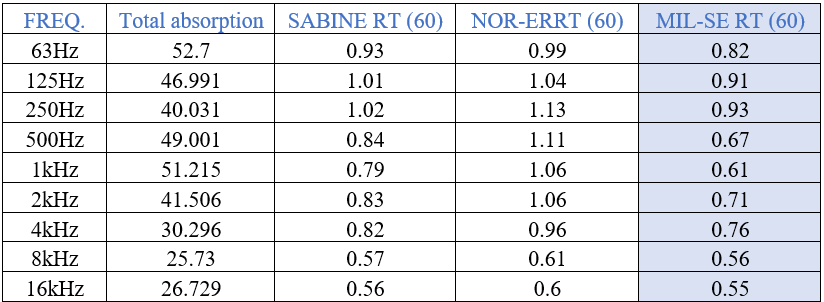 FREQ. Total absorption SABINE RT (60) NOR-ERRT (60) MIL-SE RT (60)
63Hz 52.7 0.93 0.99 0.82
125Hz 46.991 1.01 1.04 0.91
250Hz 40.031 1.02 1.13 0.93
500Hz 49.001 0.84 1.11 0.67
1kHz 51.215 0.79 1.06 0.61
2kHz 41.506 0.83 1.06 0.71
4kHz 30.296 0.82 0.96 0.76
8kHz 25.73 0.57 0.61 0.56
16kHz 26.729 0.56 0.6 0.55